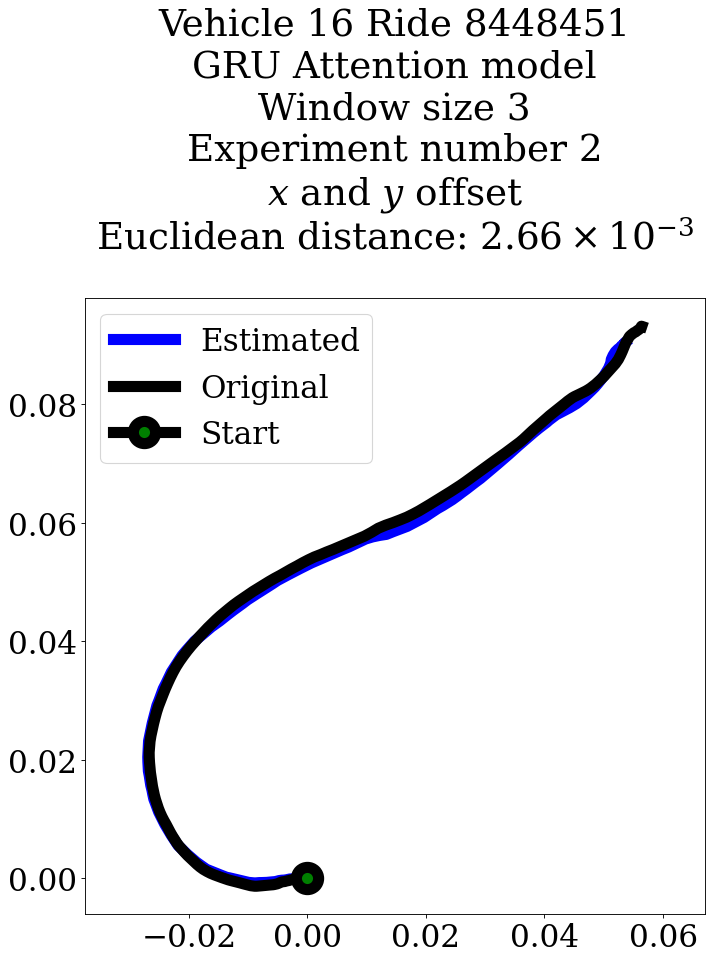 Vehicle 16 Ride 8448451
GRU Attention model
Window size 3
Experiment number 2
x and y offset
Euclidean distance: 2.66 × 10⁻³
Estimated
Original
Start
0.08
0.06
0.04
0.02
0.00
−0.02 0.00 0.02 0.04 0.06